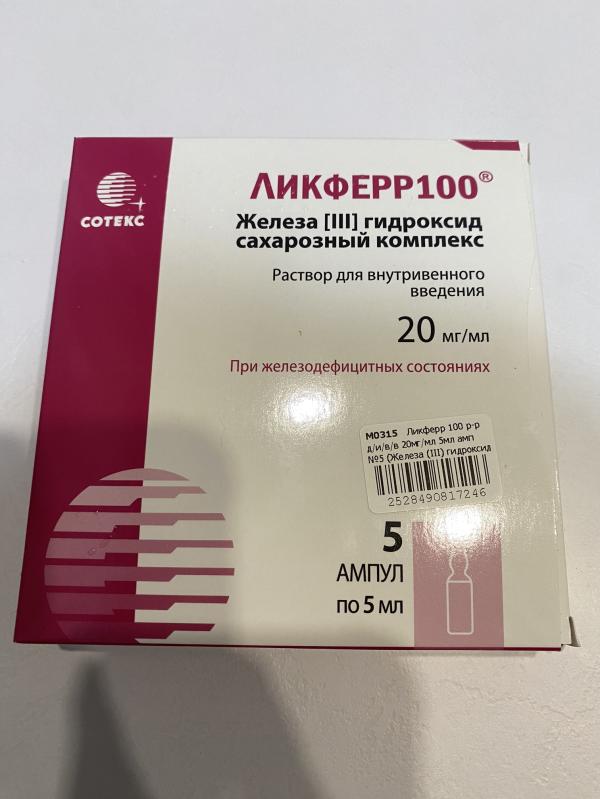 СОТЕКС
ЛИКФЕРР100®
Железа [III] гидроксид
сахарозный комплекс
Раствор для внутривенного
введения
20 мг/мл
При железодефицитных состояниях
М0315 Ликферр 100 р-р
д/и/в/в 20мг/мл 5мл амп
№5 (Железа (III) гидроксид
2528490817246
5
АМПУЛ
по 5 мл